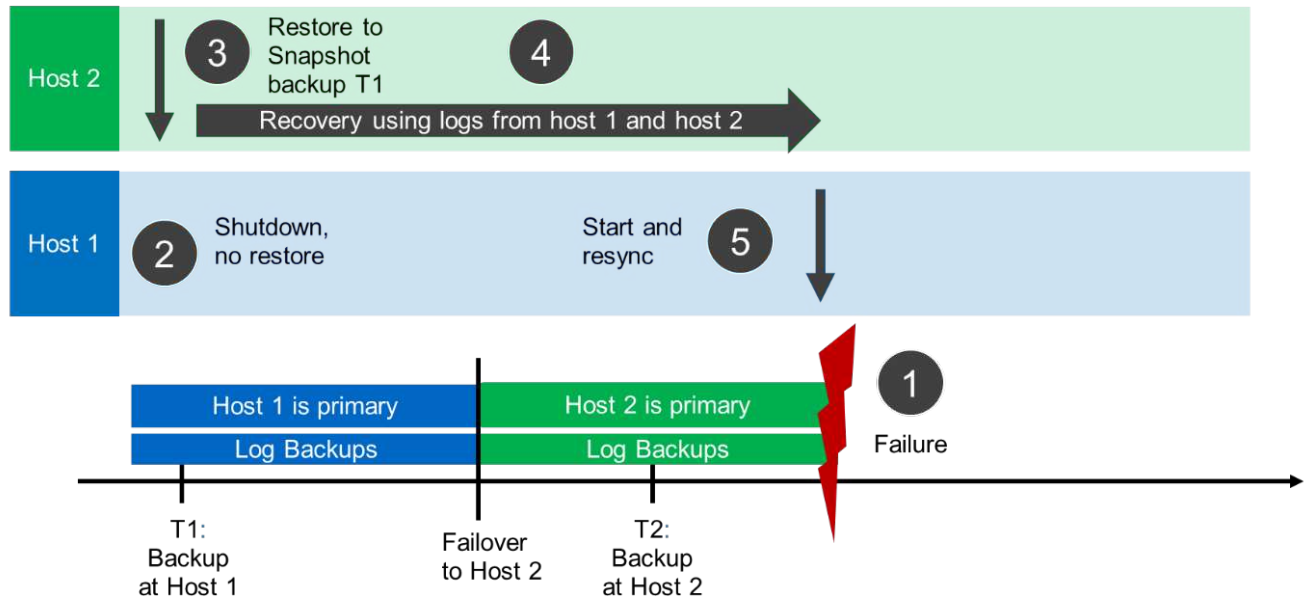 Host 2
3
Restore to
Snapshot
backup T1
4
Recovery using logs from host 1 and host 2
Host 1
2
Shutdown,
no restore
Start and
resync
5
1
Failure
Host 1 is primary
Host 2 is primary
Log Backups
Log Backups
T1:
Backup
at Host 1
Failover
to Host 2
T2:
Backup
at Host 2